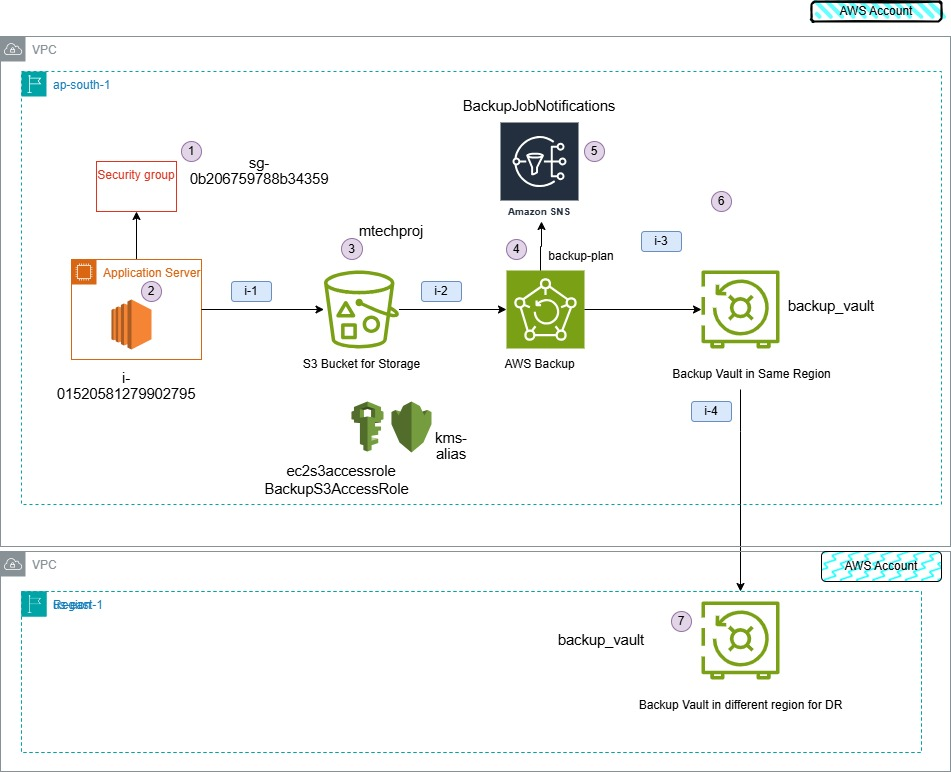 AWS Account
VPC
ap-south-1
BackupJobNotifications
1
Security group
sg-
0b206759788b34359
5
Amazon SNS
6
mtechproj
3
4
backup-plan
i-3
Application Server
2
i-1
i-2
backup_vault
S3 Bucket for Storage
AWS Backup
Backup Vault in Same Region
i-
01520581279902795
i-4
kms-
alias
ec2s3accessrole
BackupS3AccessRole
VPC
AWS Account
7
backup_vault
Backup Vault in different region for DR